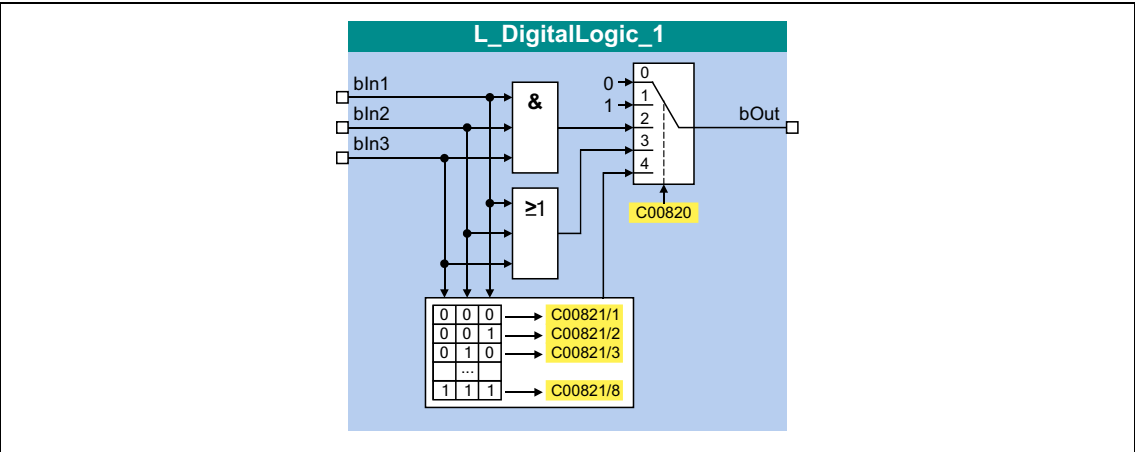 L_DigitalLogic_1
bIn1
bIn2
bIn3
&
≥1
0
1
0
1
2
3
4
bOut
C00820
0 0 0 C00821/1
0 0 1 C00821/2
0 1 0 C00821/3
...
1 1 1 C00821/8